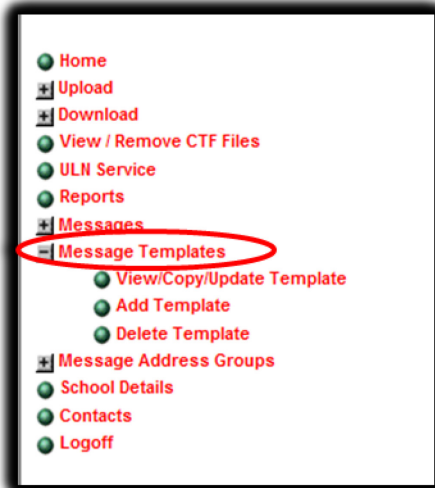 Home
Upload
Download
View / Remove CTF Files
ULN Service
Reports
Messages
Message Templates
View/Copy/Update Template
Add Template
Delete Template
Message Address Groups
School Details
Contacts
Logoff